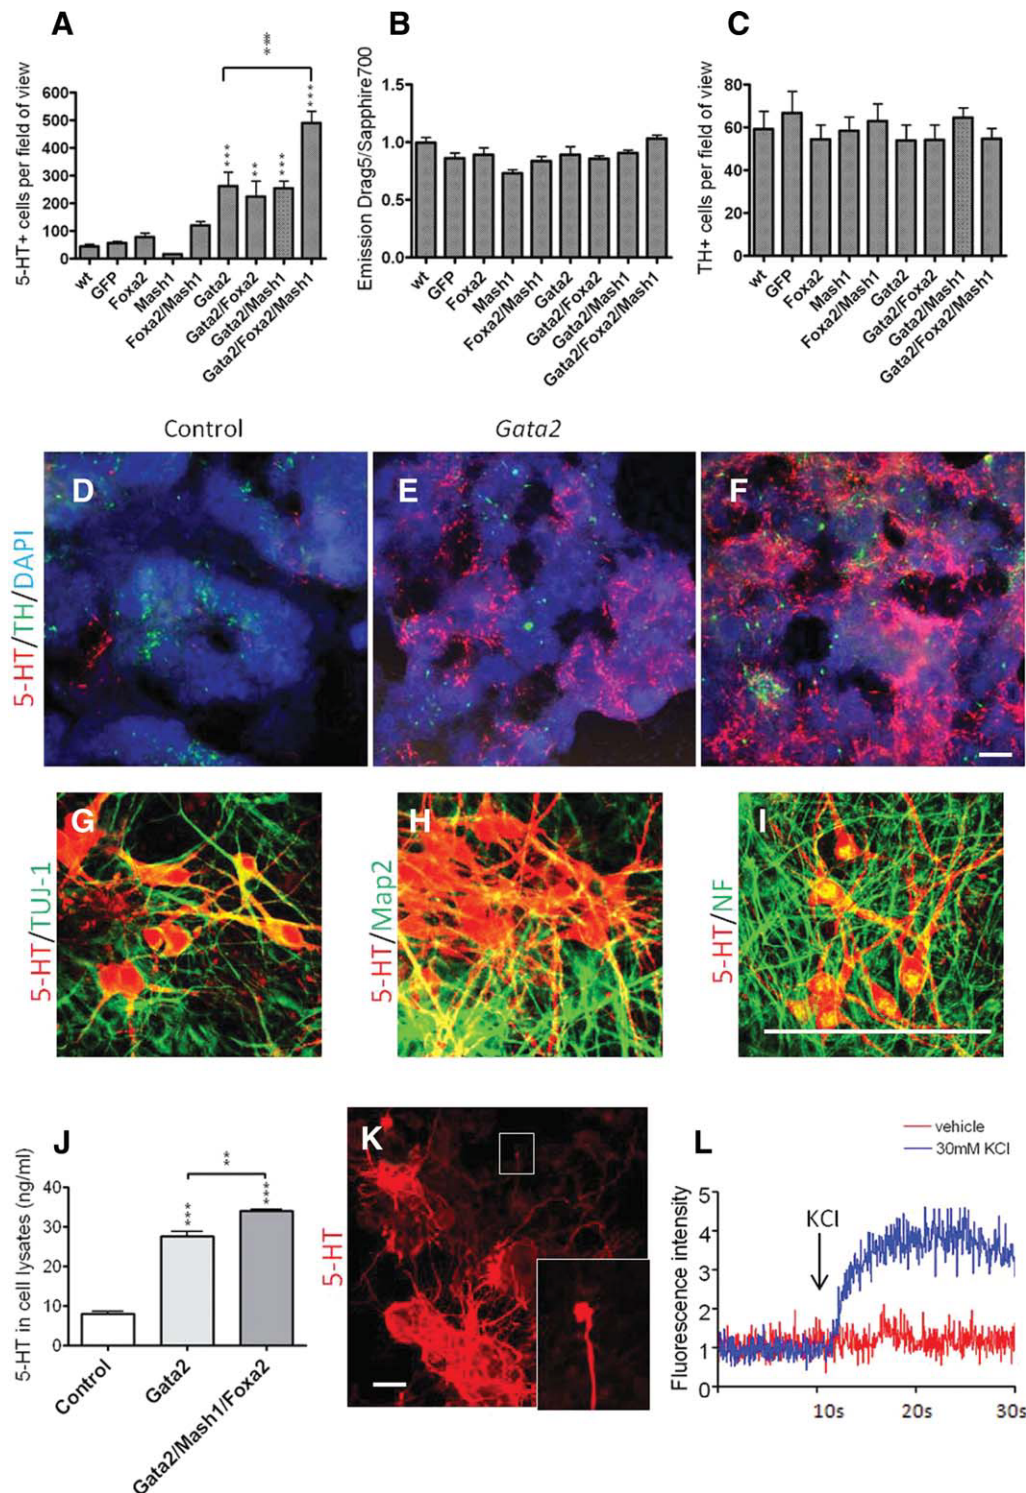 A
5-HT+ cells per field of view
600
500
400
300
200
100
0
***
*
***
***
***
wt
GFP
Foxa2
Mash1
Foxa2/Mash1
Gata2
Gata2/Foxa2
Gata2/Mash1
Gata2/Foxa2/Mash1
B
Emission Drag5/Sapphire700
1.5
1.0
0.5
0.0
wt
GFP
Foxa2
Mash1
Foxa2/Mash1
Gata2
Gata2/Foxa2
Gata2/Mash1
Gata2/Foxa2/Mash1
C
TH+ cells per field of view
80
60
40
20
0
wt
GFP
Foxa2
Mash1
Foxa2/Mash1
Gata2
Gata2/Foxa2
Gata2/Mash1
Gata2/Foxa2/Mash1
Control
Gata2
5-HT/TH/DAPI
D
E
F
5-HT/TUJ-1
G
5-HT/Map2
H
5-HT/NF
I
J
5-HT in cell lysates (ng/ml)
40
30
20
10
0
**
***
***
Control
Gata2
Gata2/Mash1/Foxa2
5-HT
K
L
vehicle
30mM KCl
Fluorescence intensity
5
4
3
2
1
0
KCl
10s
20s
30s